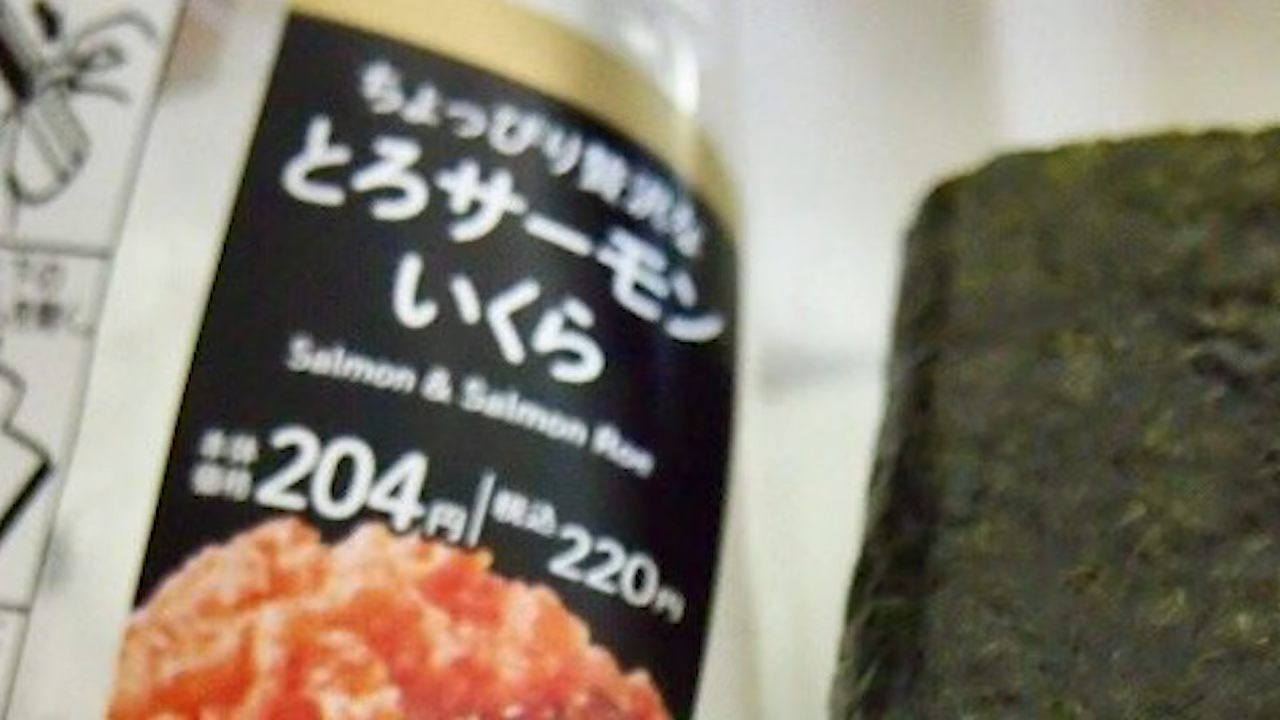 ちょっぴり贅沢な
とろサーモン
いくら
Salmon & Salmon Roe
本体
価格 204円 | 税込 220円